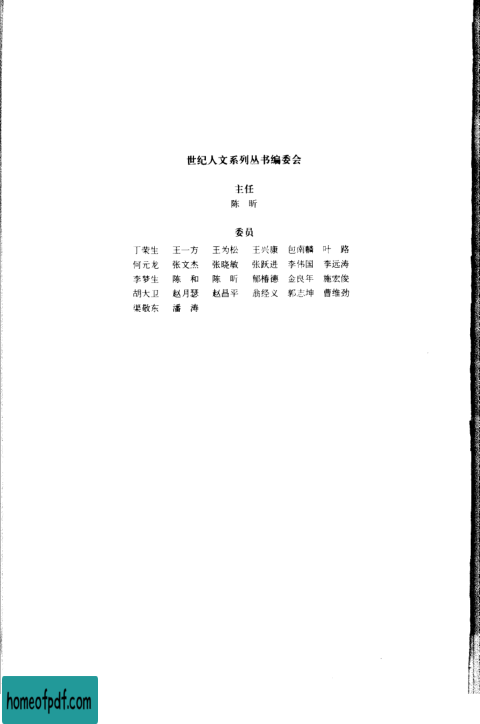 世纪人文系列丛书编委会
主任
陈 昕
委员
丁荣生 王一方 王为松 王兴康 包南麟 叶 路
何元龙 张文杰 张晓敏 张跃进 李伟国 李远涛
李梦生 陈 和 陈 昕 郁椿德 金良年 施宏俊
胡大卫 赵月瑟 赵昌平 翁经义 郭志坤 曹维劲
渠敬东 潘 涛
homeofpdf.com